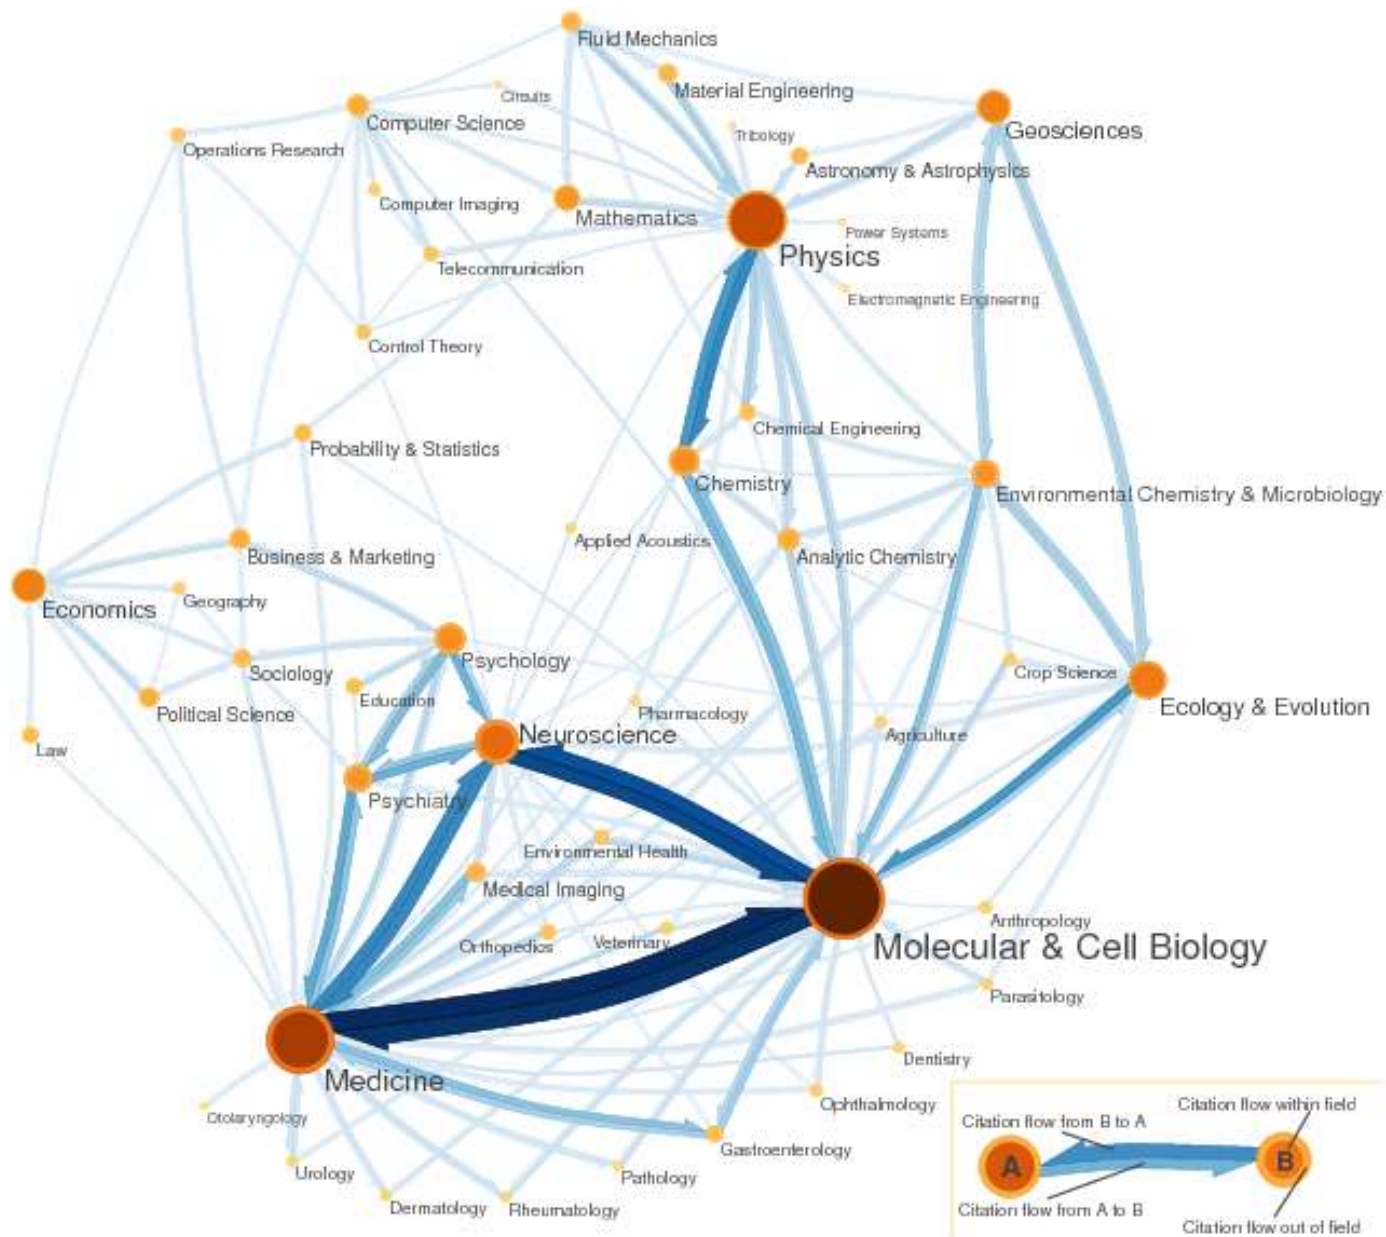 Fluid Mechanics
Material Engineering
Circuits
Computer Science
Geosciences
Tribology
Operations Research
Astronomy & Astrophysics
Computer Imaging
Mathematics
Power Systems
Physics
Telecommunication
Electromagnetic Engineering
Control Theory
Chemical Engineering
Probability & Statistics
Chemistry
Environmental Chemistry & Microbiology
Applied Acoustics
Business & Marketing
Analytic Chemistry
Economics
Geography
Psychology
Sociology
Crop Science
Education
Political Science
Pharmacology
Ecology & Evolution
Neuroscience
Agriculture
Law
Psychiatry
Environmental Health
Medical Imaging
Anthropology
Orthopedics
Veterinary
Molecular & Cell Biology
Parasitology
Dentistry
Medicine
Ophthalmology
Otolaryngology
Gastroenterology
Urology
Pathology
Dermatology
Rheumatology
Citation flow within field
Citation flow from B to A
A
B
Citation flow from A to B
Citation flow out of field